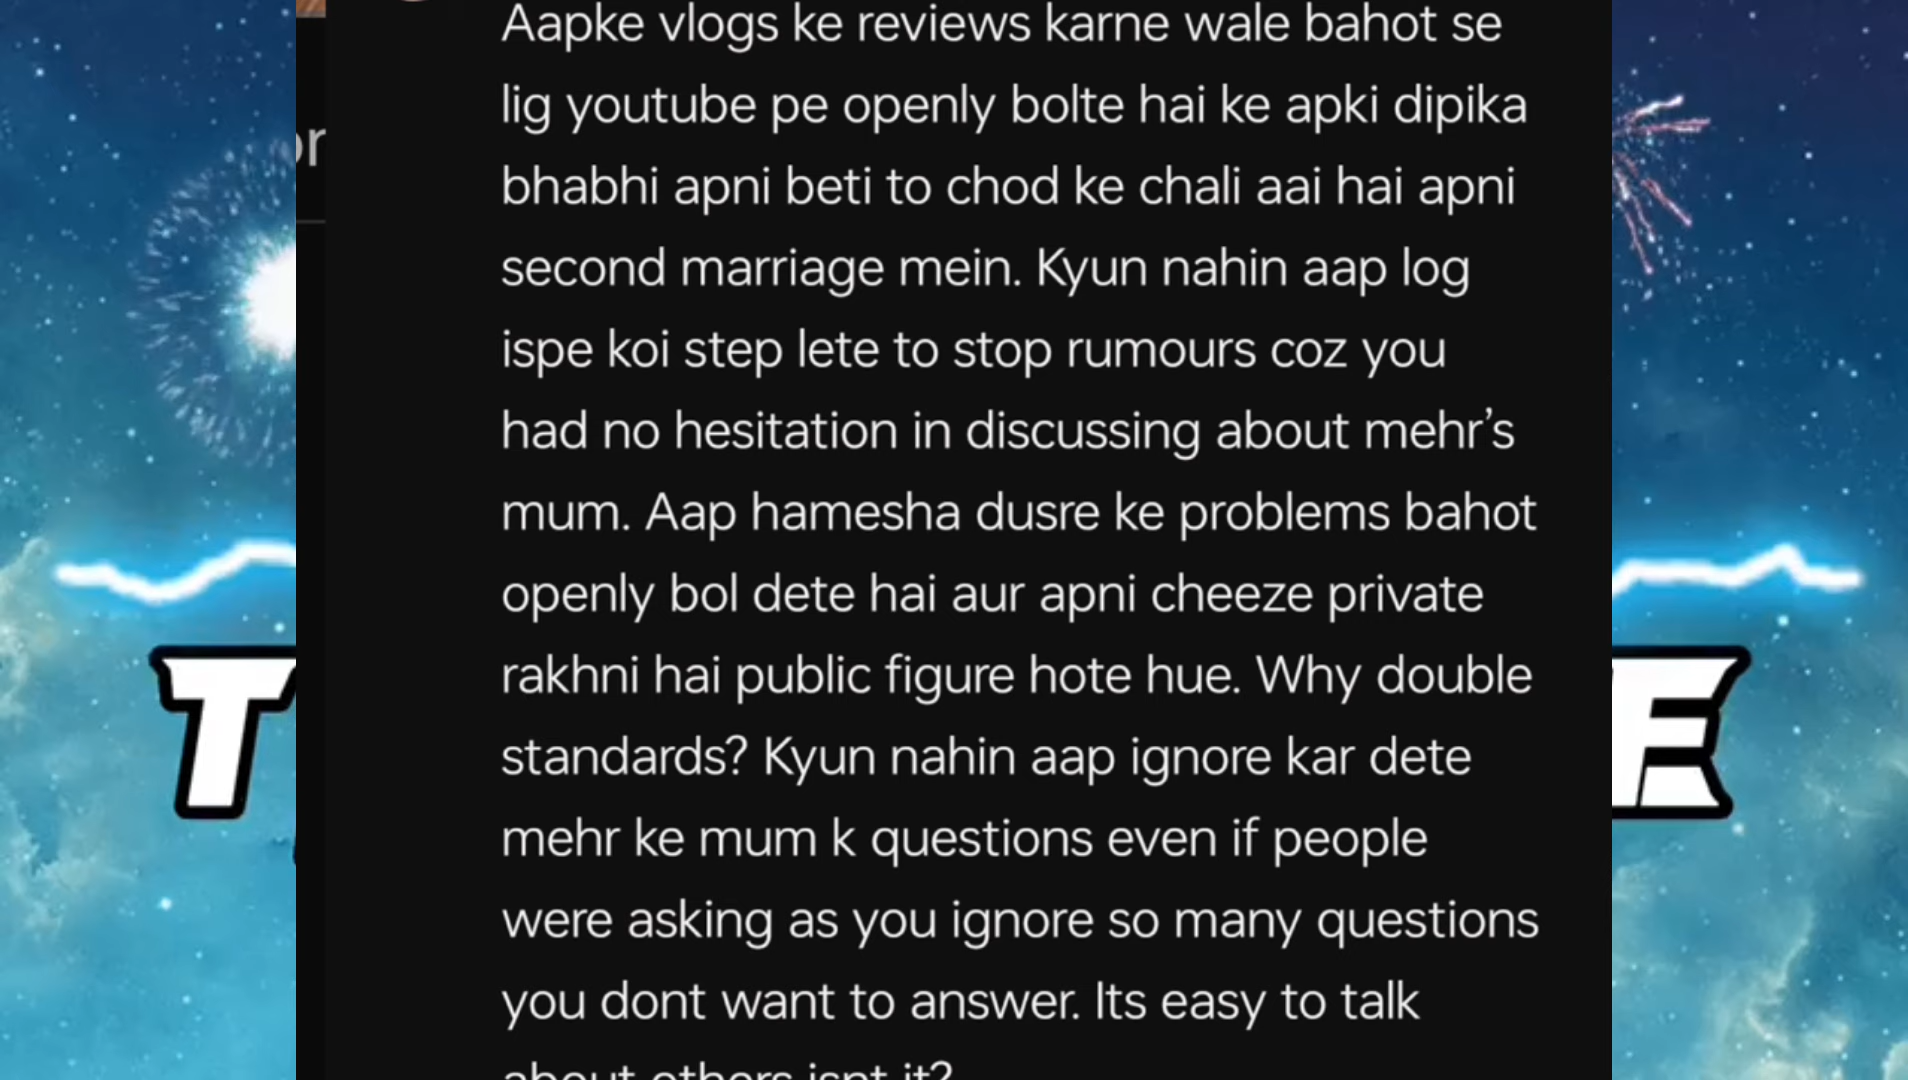 Aapke vlogs ke reviews karne wale bahot se
lig youtube pe openly bolte hai ke apki dipika
bhabhi apni beti to chod ke chali aai hai apni
second marriage mein. Kyun nahin aap log
ispe koi step lete to stop rumours coz you
had no hesitation in discussing about mehr’s
mum. Aap hamesha dusre ke problems bahot
openly bol dete hai aur apni cheeze private
rakhni hai public figure hote hue. Why double
standards? Kyun nahin aap ignore kar dete
mehr ke mum k questions even if people
were asking as you ignore so many questions
you dont want to answer. Its easy to talk
about others isnt it?
or
T
E